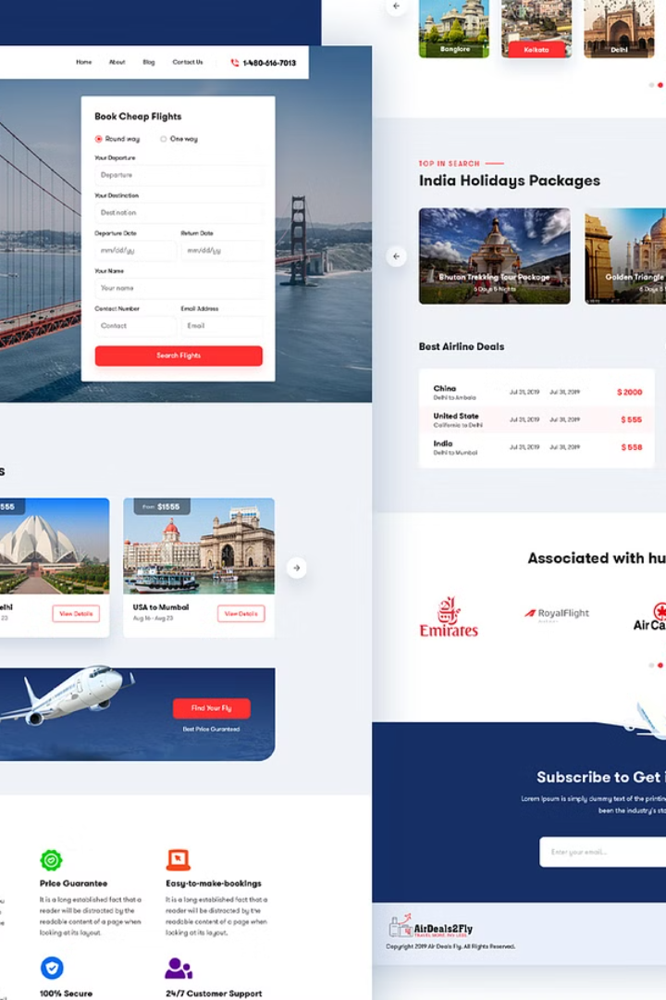 Home About Blog Contact Us 1-480-616-7013
Book Cheap Flights
Round way One way
Your Departure
Departure
Your Destination
Destination
Departure Date Return Date
mm/dd/yy mm/dd/yy
Your Name
Your name
Contact Number Email Address
Contact Email
Search Flights
s
555
From $1555
elhi
23
View Details
USA to Mumbai
Aug 16 - Aug 23
View Details
Find Your Fly
Best Price Guranteed
Price Guarantee
It is a long established fact that a
reader will be distracted by the
readable content of a page when
looking at its layout.
Easy-to-make-bookings
It is a long established fact that a
reader will be distracted by the
readable content of a page when
looking at its layout.
100% Secure
24/7 Customer Support
Banglore Kolkata Delhi
TOP IN SEARCH
India Holidays Packages
Bhutan Trekking Tour Package
6 Days 5 Nights
Golden Triangle
6 Days 5
Best Airline Deals
China
Delhi to Ambala
Jul 31, 2019 Jul 31, 2019 $ 2000
United State
California to Delhi
Jul 31, 2019 Jul 31, 2019 $ 555
India
Delhi to Mumbai
Jul 31, 2019 Jul 31, 2019 $ 558
Associated with hu
Emirates
RoyalFlight
Air Ca
Subscribe to Get i
Lorem Ipsum is simply dummy text of the printin
been the industry's sta
Enter your email...
AirDeals2Fly
TRAVEL MORE. PAY LESS
Copyright 2019 Air Deals Fly. All Rights Reserved.